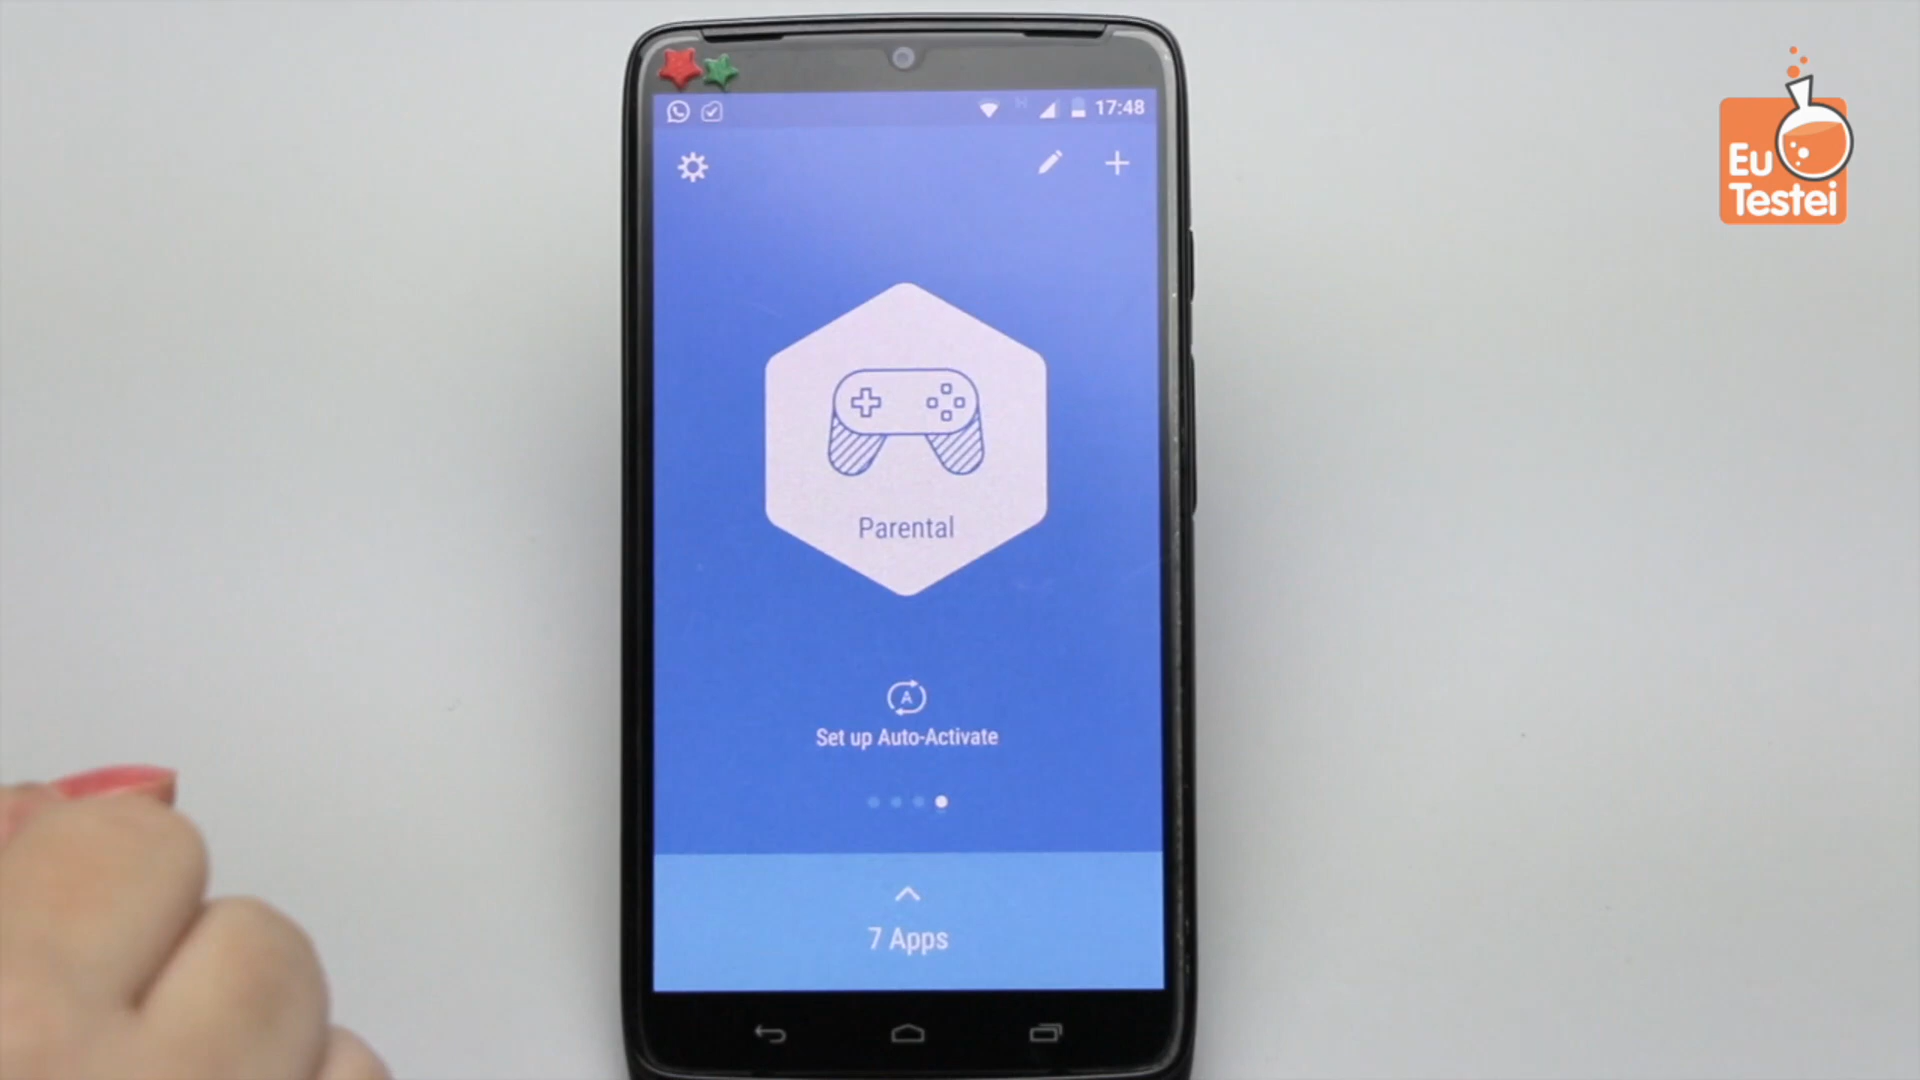 17:48
Eu
Testei
Parental
A
Set up Auto-Activate
7 Apps